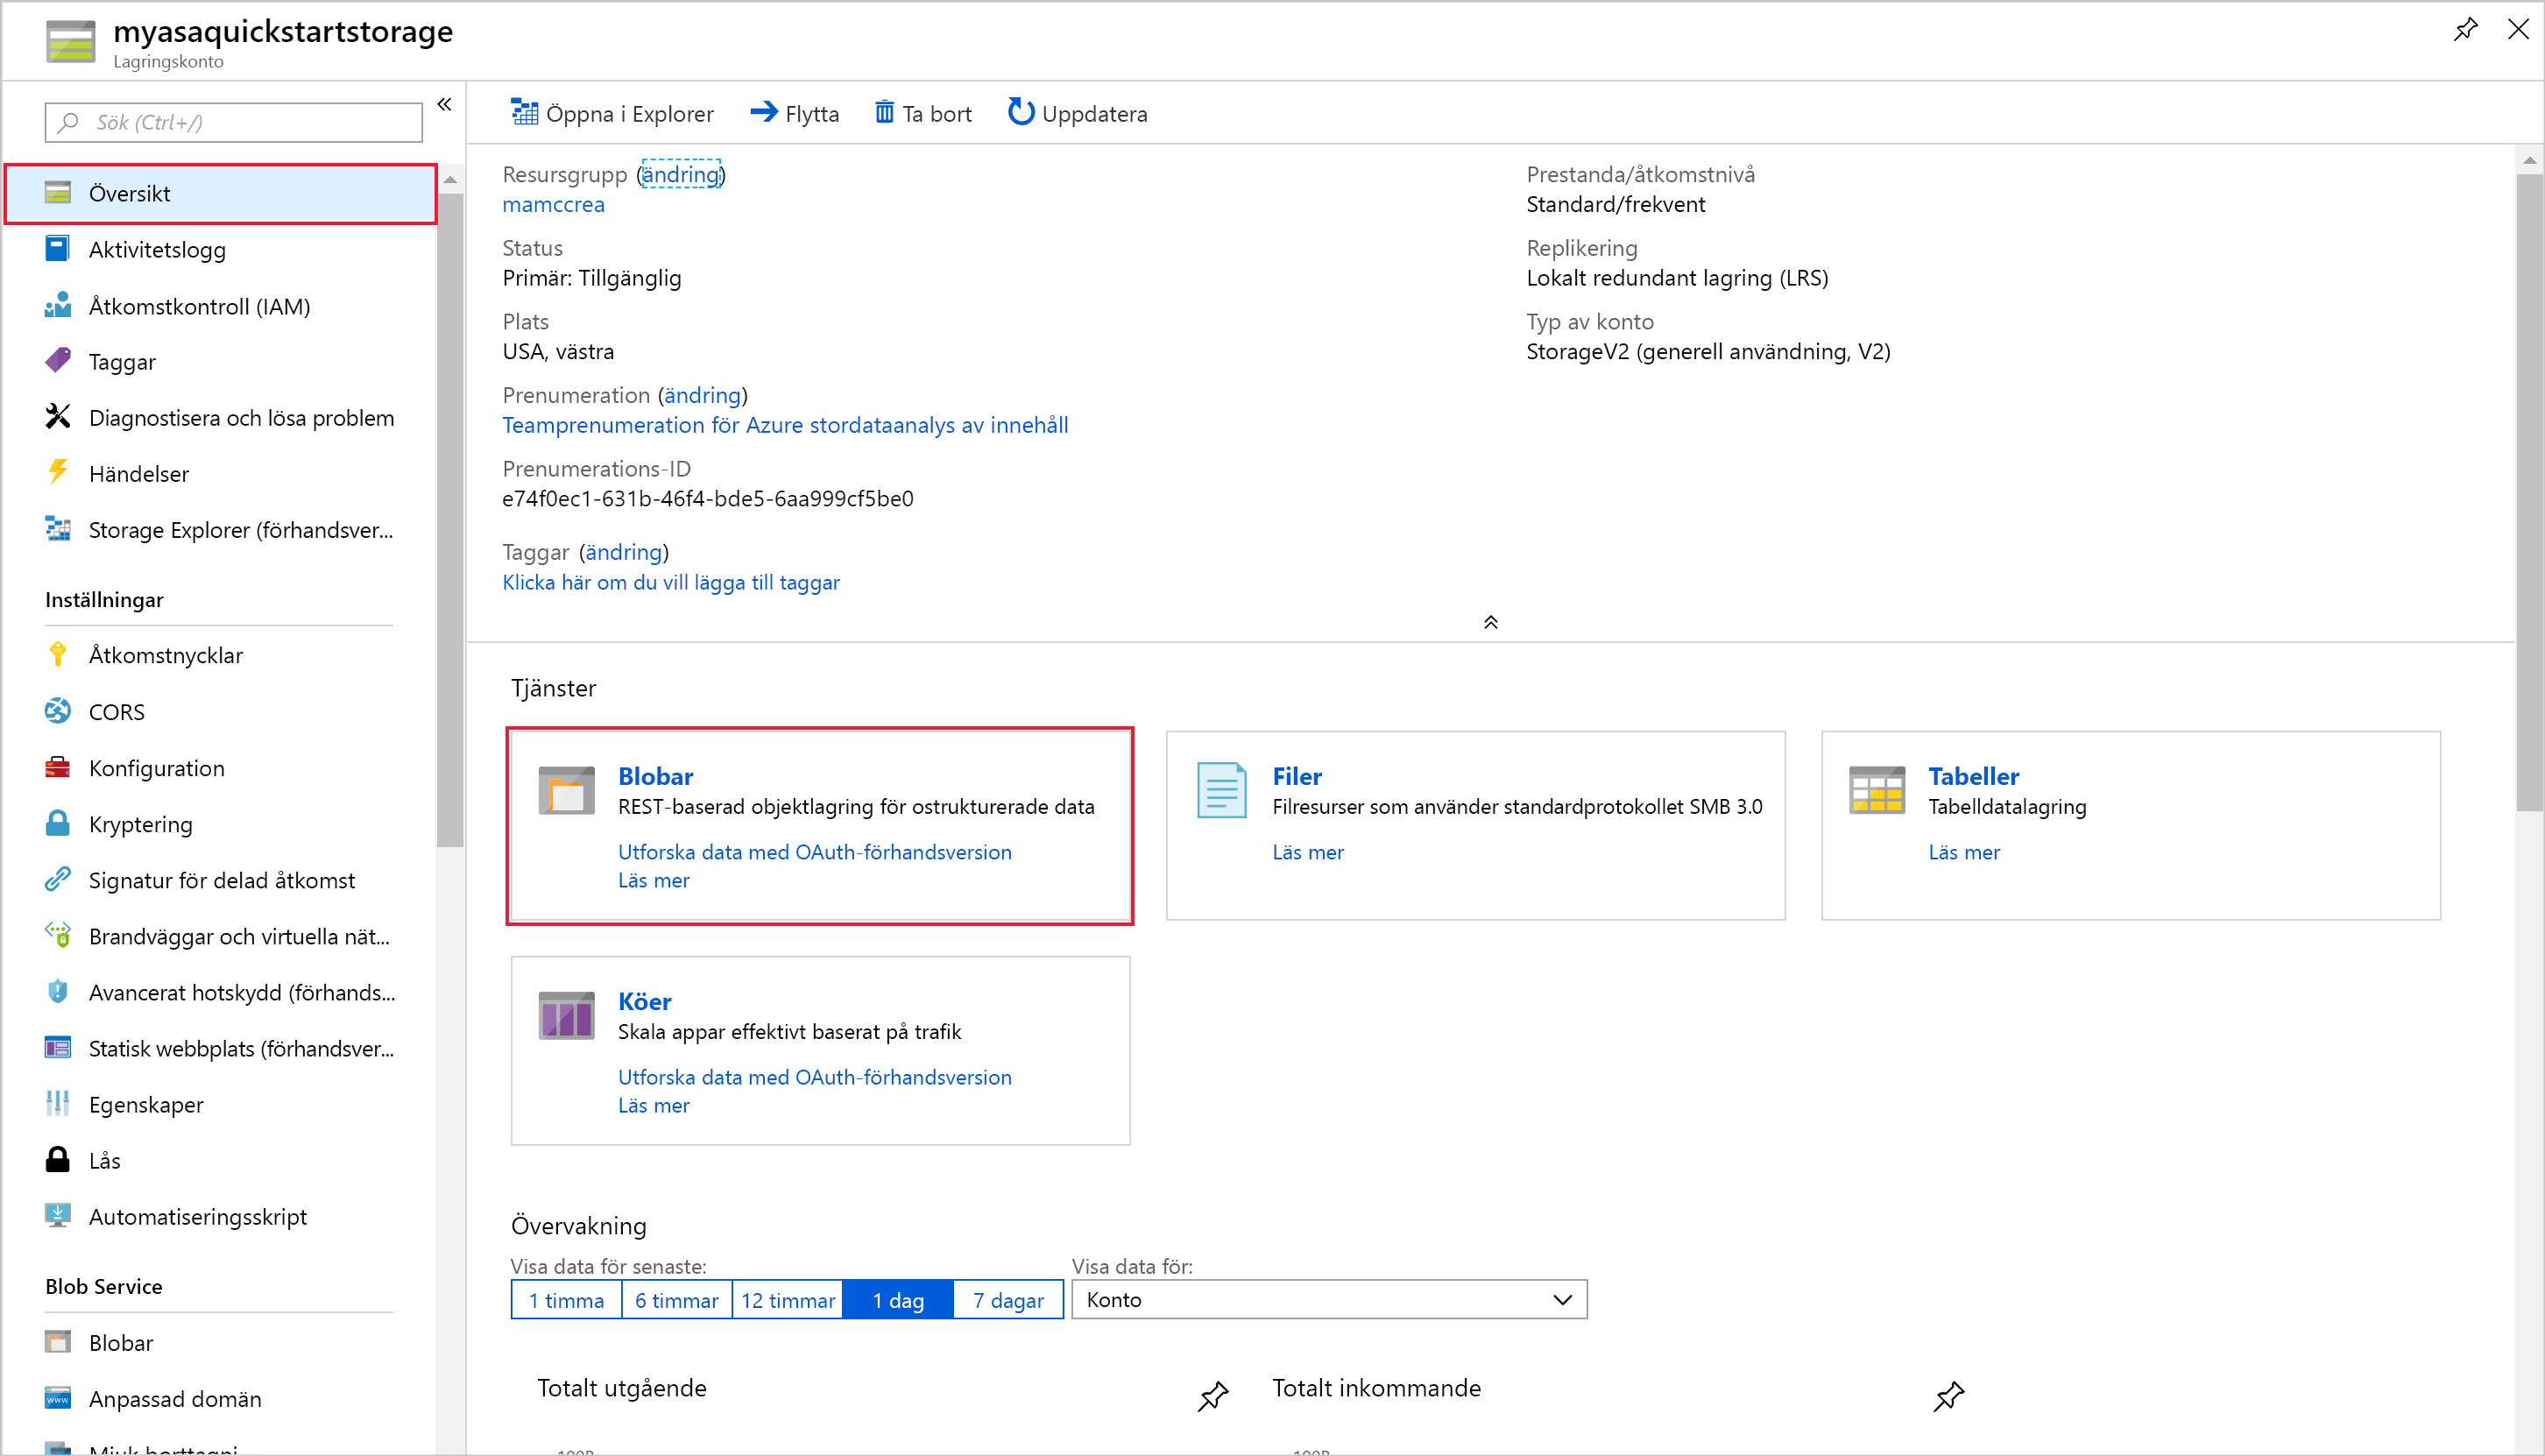 myasaquickstartstorage
Lagringskonto
Sök (Ctrl+/)
Översikt
Aktivitetslogg
Åtkomstkontroll (IAM)
Taggar
Diagnostisera och lösa problem
Händelser
Storage Explorer (förhandsver...
Inställningar
Åtkomstnycklar
CORS
Konfiguration
Kryptering
Signatur för delad åtkomst
Brandväggar och virtuella nät...
Avancerat hotskydd (förhands...
Statisk webbplats (förhandsver...
Egenskaper
Lås
Automatiseringsskript
Blob Service
Blobar
Anpassad domän
Öppna i Explorer
Flytta
Ta bort
Uppdatera
Resursgrupp (ändring)
mamccrea
Status
Primär: Tillgänglig
Plats
USA, västra
Prenumeration (ändring)
Teamprenumeration för Azure stordataanalys av innehåll
Prenumerations-ID
e74f0ec1-631b-46f4-bde5-6aa999cf5be0
Taggar (ändring)
Klicka här om du vill lägga till taggar
Prestanda/åtkomstnivå
Standard/frekvent
Replikering
Lokalt redundant lagring (LRS)
Typ av konto
StorageV2 (generell användning, V2)
Tjänster
Blobar
REST-baserad objektlagring för ostrukturerade data
Utforska data med OAuth-förhandsversion
Läs mer
Filer
Filresurser som använder standardprotokollet SMB 3.0
Läs mer
Tabeller
Tabelldatalagring
Läs mer
Köer
Skala appar effektivt baserat på trafik
Utforska data med OAuth-förhandsversion
Läs mer
Övervakning
Visa data för senaste:
1 timma
6 timmar
12 timmar
1 dag
7 dagar
Visa data för:
Konto
Totalt utgående
Totalt inkommande